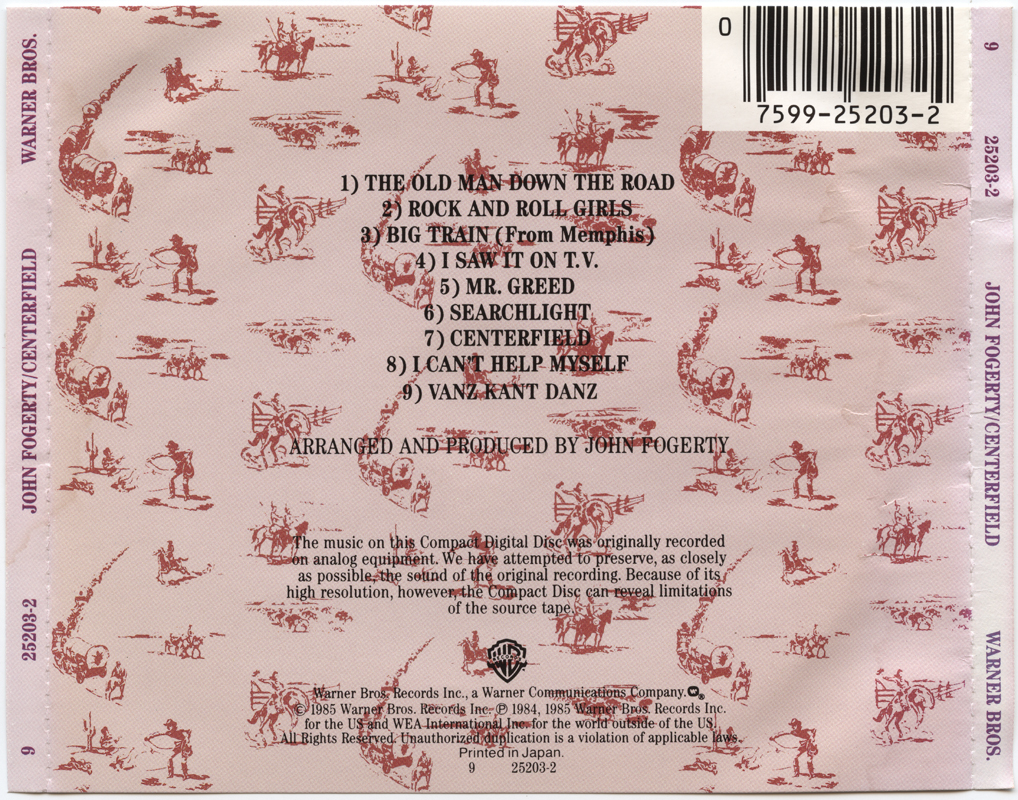 0
7599-25203-2
1) THE OLD MAN DOWN THE ROAD
2) ROCK AND ROLL GIRLS
3) BIG TRAIN (From Memphis)
4) I SAW IT ON T.V.
5) MR. GREED
6) SEARCHLIGHT
7) CENTERFIELD
8) I CAN'T HELP MYSELF
9) VANZ KANT DANZ
ARRANGED AND PRODUCED BY JOHN FOGERTY
The music on this Compact Digital Disc was originally recorded
on analog equipment. We have attempted to preserve, as closely
as possible, the sound of the original recording. Because of its
high resolution, however, the Compact Disc can reveal limitations
of the source tape.
WB
Warner Bros. Records Inc., a Warner Communications Company. ®
© 1985 Warner Bros. Records Inc. ℗ 1984, 1985 Warner Bros. Records Inc.
for the US and WEA International Inc. for the world outside of the US.
All Rights Reserved. Unauthorized duplication is a violation of applicable laws.
Printed in Japan.
9 25203-2
9 25203-2 JOHN FOGERTY/CENTERFIELD WARNER BROS.
9 25203-2 JOHN FOGERTY/CENTERFIELD WARNER BROS.